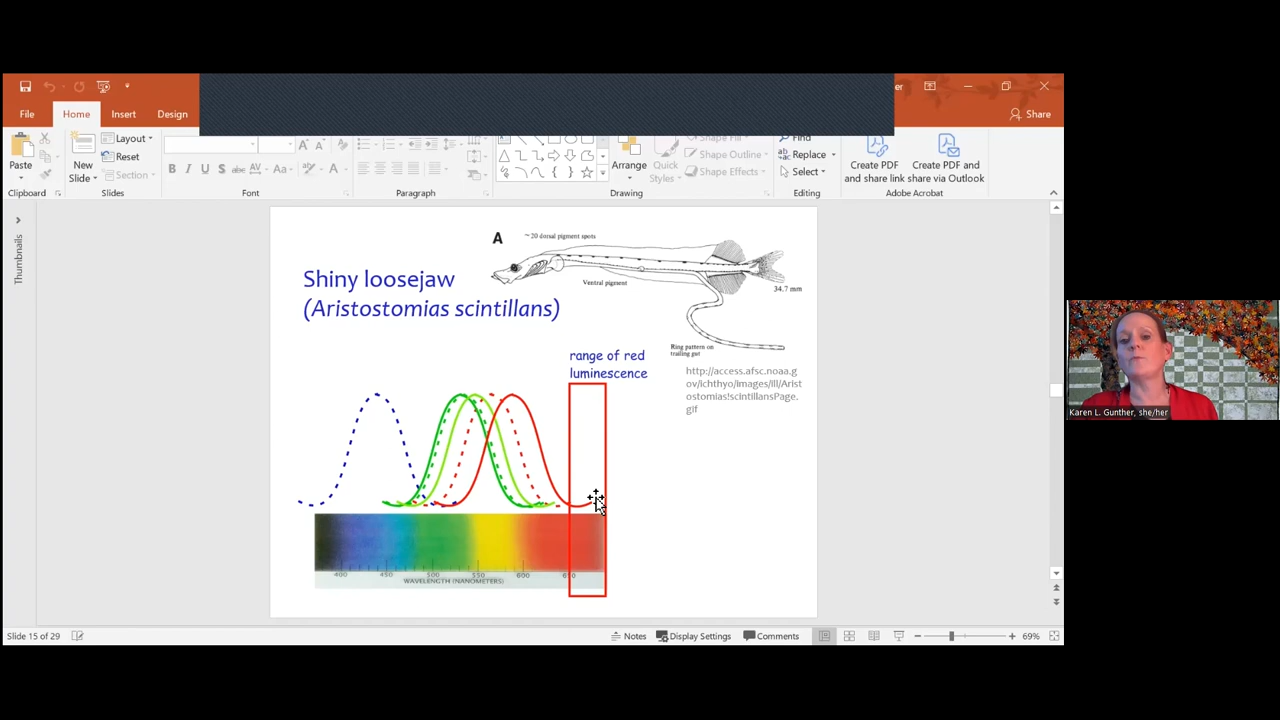 er
File
Home
Insert
Design
Share
Paste
New
Slide
Layout
Reset
Section
Clipboard
Slides
Font
Paragraph
Arrange
Quick
Styles
Shape Fill
Shape Outline
Shape Effects
Drawing
Find
Replace
Select
Editing
Create PDF
and share link
Create PDF and
share via Outlook
Adobe Acrobat
Thumbnails
A
~ 20 dorsal pigment spots
Shiny loosejaw
(Aristostomias scintillans)
Ventral pigment
34.7 mm
Ring pattern on
trailing gut
range of red
luminescence
http://access.afsc.noaa.g
ov/ichthyo/images/ill/Arist
ostomias!scintillansPage.
gif
400 450 500 550 600 650
WAVELENGTH (NANOMETERS)
Karen L. Gunther, she/her
Slide 15 of 29
Notes
Display Settings
Comments
69%